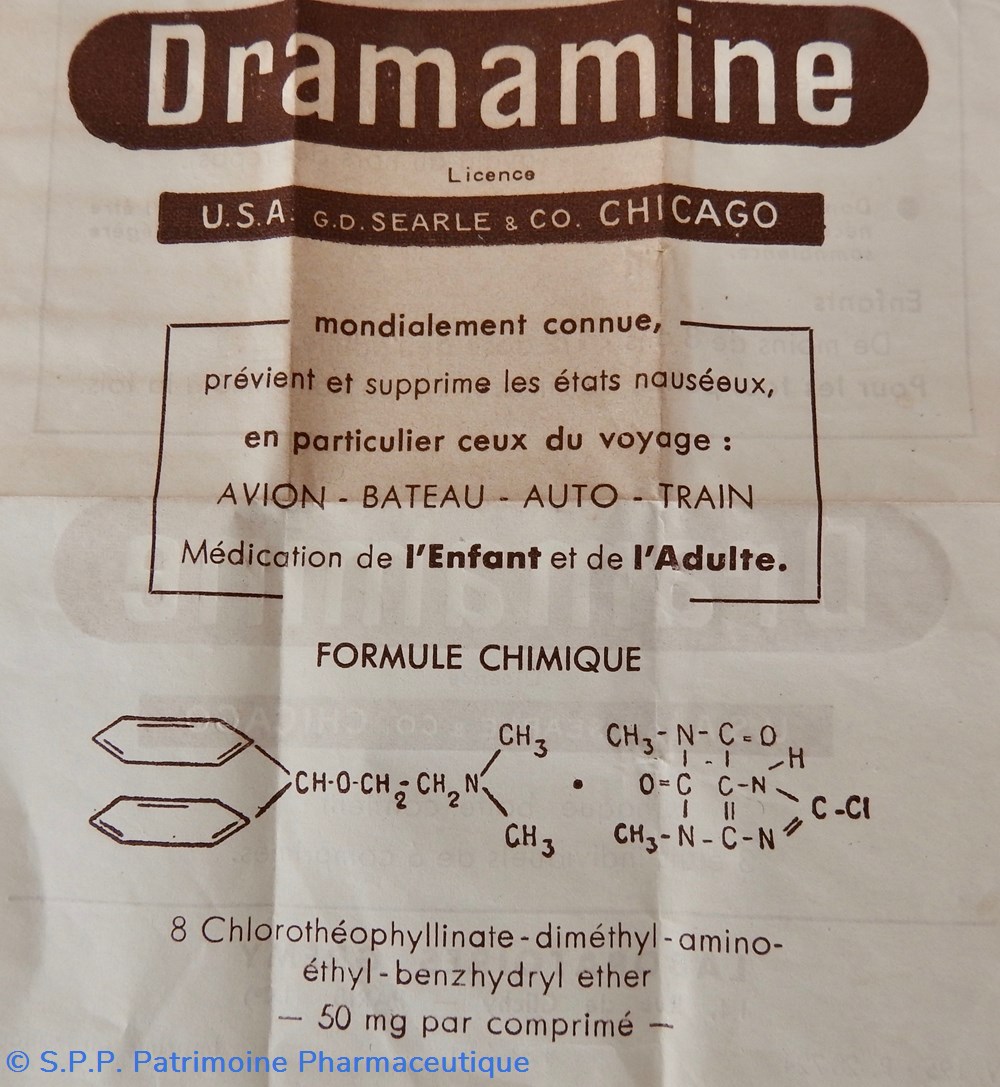 Dramamine
Licence
U.S.A. G.D. SEARLE & CO. CHICAGO
mondialement connue,
prévient et supprime les états nauséeux,
en particulier ceux du voyage :
AVION - BATEAU - AUTO - TRAIN
Médication de l'Enfant et de l'Adulte.
FORMULE CHIMIQUE
CH3 CH3-N-C=O
H
CH-O-CH2-CH2N • O=C C-N
C-Cl
CH3 CH3-N-C-N
8 Chlorothéophyllinate-diméthyl-amino-
éthyl-benzhydryl ether
— 50 mg par comprimé —
© S.P.P. Patrimoine Pharmaceutique